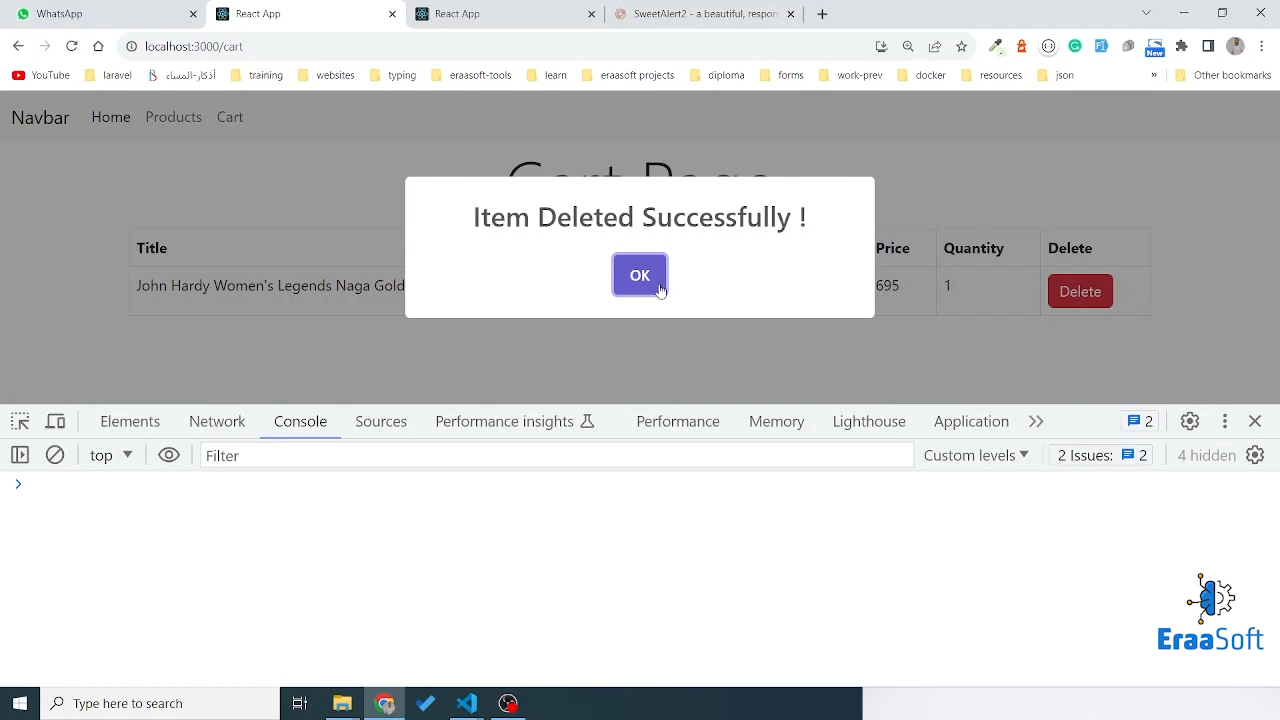 WhatsApp
React App
React App
SweetAlert2 - a beautiful, respon
localhost:3000/cart
New
YouTube
laravel
أذكار-المساء
training
websites
typing
eraasoft-tools
learn
eraasoft projects
diploma
forms
work-prev
docker
resources
json
»
Other bookmarks
Navbar
Home
Products
Cart
Cart Page
Item Deleted Successfully !
OK
Title
Price
Quantity
Delete
John Hardy Women's Legends Naga Gold
695
1
Delete
Elements
Network
Console
Sources
Performance insights
Performance
Memory
Lighthouse
Application
2
top
Filter
Custom levels
2 Issues:
2
4 hidden
EraaSoft
Type here to search